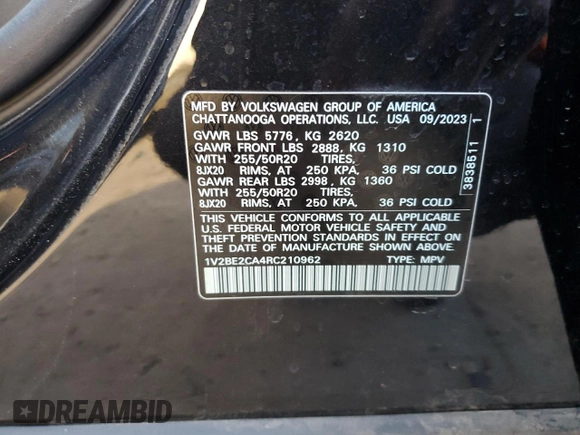 MFD BY VOLKSWAGEN GROUP OF AMERICA
CHATTANOOGA OPERATIONS, LLC. USA 09/2023
GVWR LBS 5776, KG 2620
GAWR FRONT LBS 2888, KG 1310
WITH 255/50R20 TIRES,
8JX20 RIMS, AT 250 KPA, 36 PSI COLD
GAWR REAR LBS 2998, KG 1360
WITH 255/50R20 TIRES,
8JX20 RIMS, AT 250 KPA, 36 PSI COLD
THIS VEHICLE CONFORMS TO ALL APPLICABLE
U.S. FEDERAL MOTOR VEHICLE SAFETY AND
THEFT PREVENTION STANDARDS IN EFFECT ON
THE DATE OF MANUFACTURE SHOWN ABOVE.
1V2BE2CA4RC210962 TYPE: MPV
3838511 1
DREAMBID